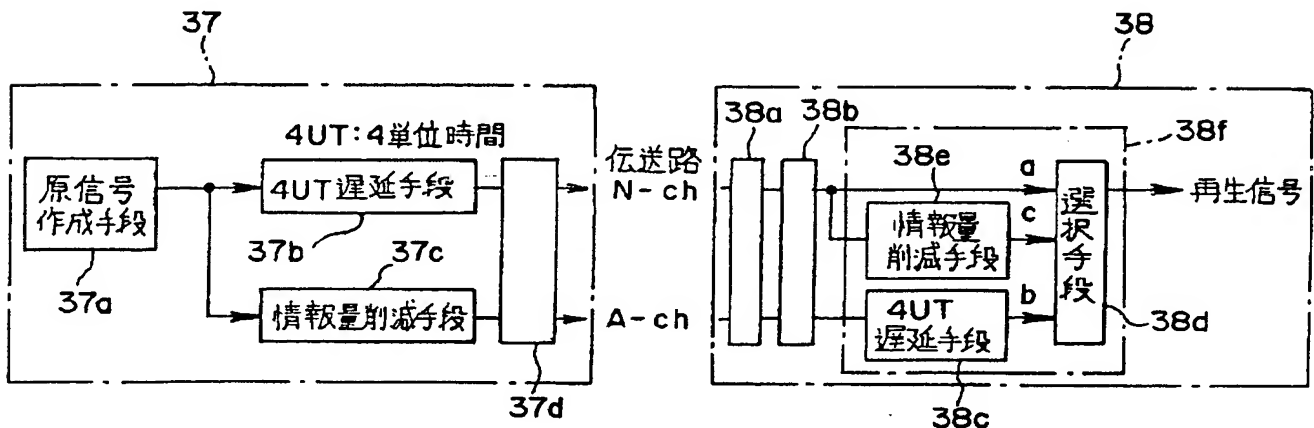 37
38
4UT:4単位時間
原信号
作成手段
37a
4UT遅延手段
37b
37c
情報量削減手段
37d
伝送路
N-ch
A-ch
38a
38b
38f
38e
a
情報量
削減手段
c
4UT
遅延手段
b
38c
選択手段
38d
再生信号